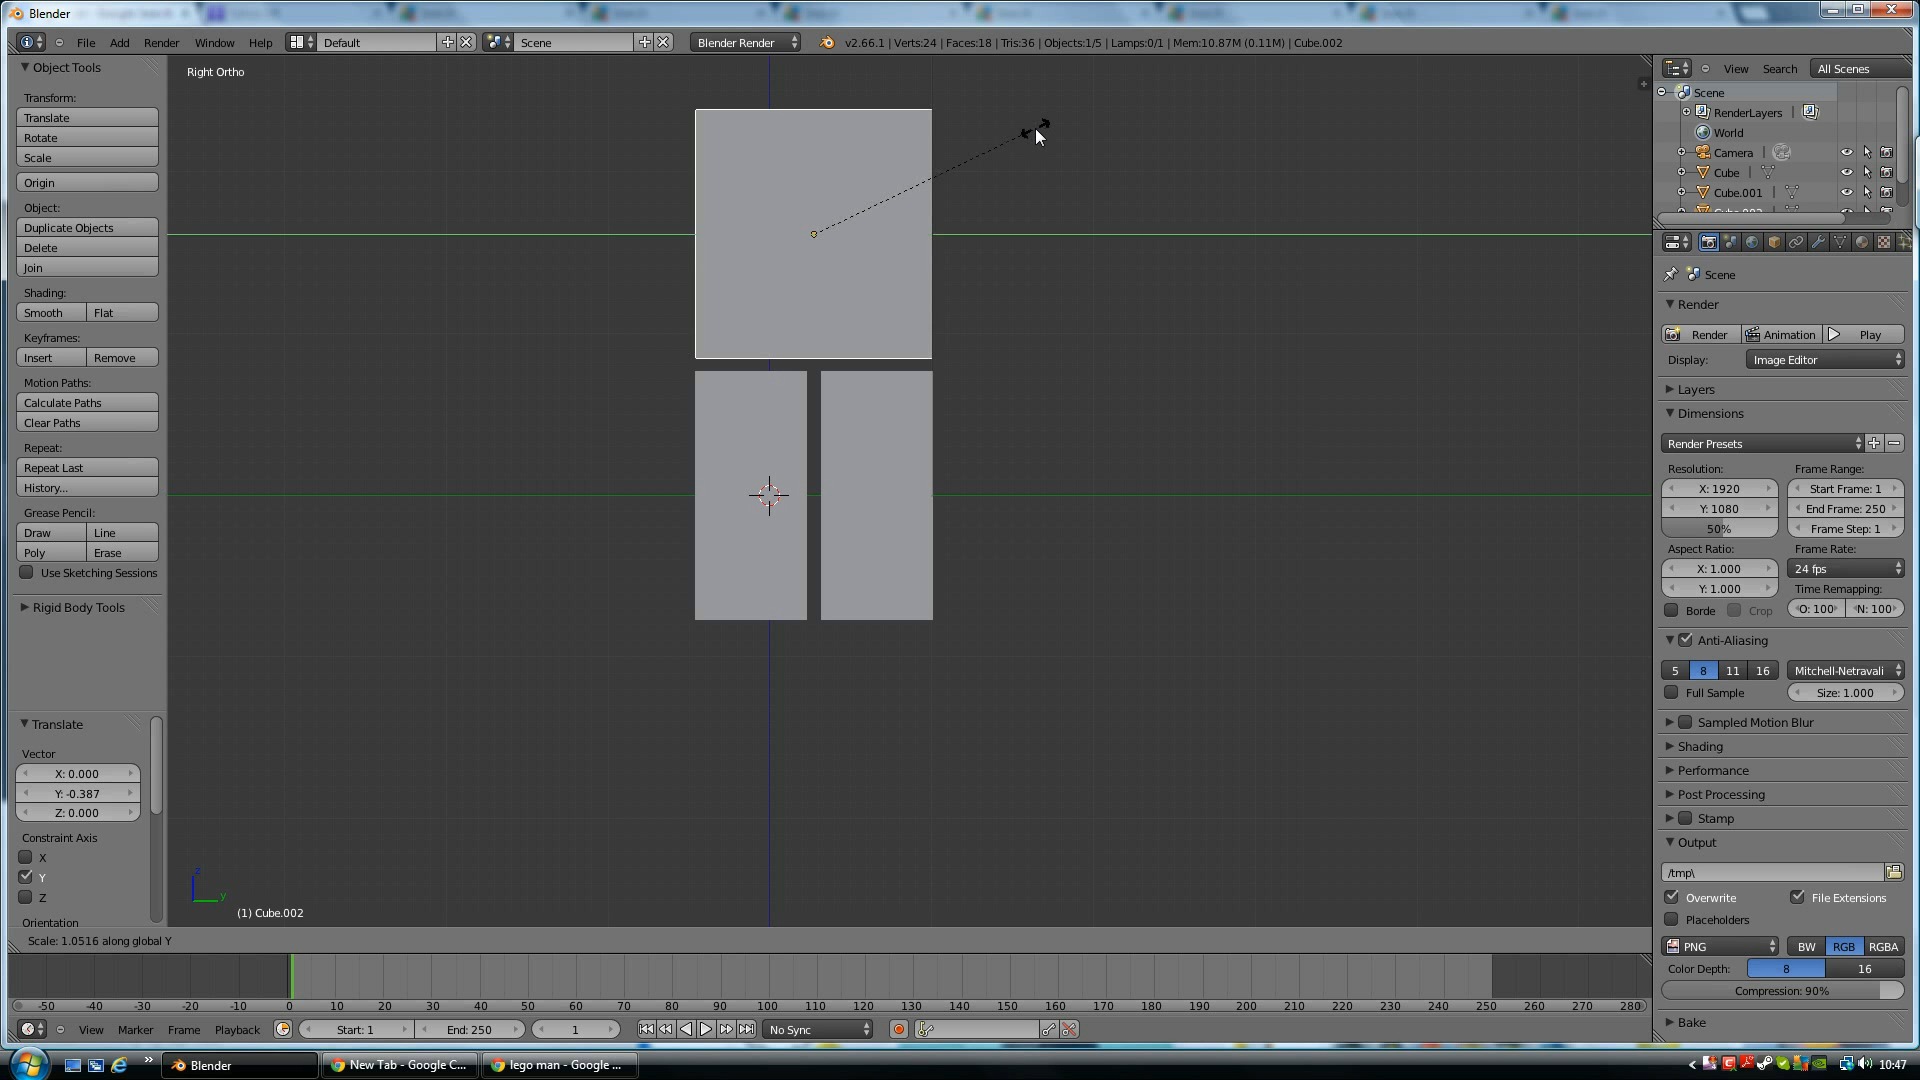 Blender
File Add Render Window Help Default Scene Blender Render v2.66.1 | Verts:24 | Faces:18 | Tris:36 | Objects:1/5 | Lamps:0/1 | Mem:10.87M (0.11M) | Cube.002
Object Tools
Transform:
Translate
Rotate
Scale
Origin
Object:
Duplicate Objects
Delete
Join
Shading:
Smooth Flat
Keyframes:
Insert Remove
Motion Paths:
Calculate Paths
Clear Paths
Repeat:
Repeat Last
History...
Grease Pencil:
Draw Line
Poly Erase
Use Sketching Sessions
Rigid Body Tools
Translate
Vector
X: 0.000
Y: -0.387
Z: 0.000
Constraint Axis
X
Y
Z
Orientation
Right Ortho
z
y
(1) Cube.002
Scale: 1.0516 along global Y
View Search All Scenes
Scene
RenderLayers
World
Camera
Cube
Cube.001
Scene
Render
Render Animation Play
Display: Image Editor
Layers
Dimensions
Render Presets
Resolution: Frame Range:
X: 1920 Start Frame: 1
Y: 1080 End Frame: 250
50% Frame Step: 1
Aspect Ratio: Frame Rate:
X: 1.000 24 fps
Y: 1.000 Time Remapping:
Borde Crop O: 100 N: 100
Anti-Aliasing
5 8 11 16 Mitchell-Netravali
Full Sample Size: 1.000
Sampled Motion Blur
Shading
Performance
Post Processing
Stamp
Output
/tmp\
Overwrite File Extensions
Placeholders
PNG BW RGB RGBA
Color Depth: 8 16
Compression: 90%
Bake
-50 -40 -30 -20 -10 0 10 20 30 40 50 60 70 80 90 100 110 120 130 140 150 160 170 180 190 200 210 220 230 240 250 260 270 280
View Marker Frame Playback Start: 1 End: 250 1 No Sync
Blender New Tab - Google C... lego man - Google ... 10:47